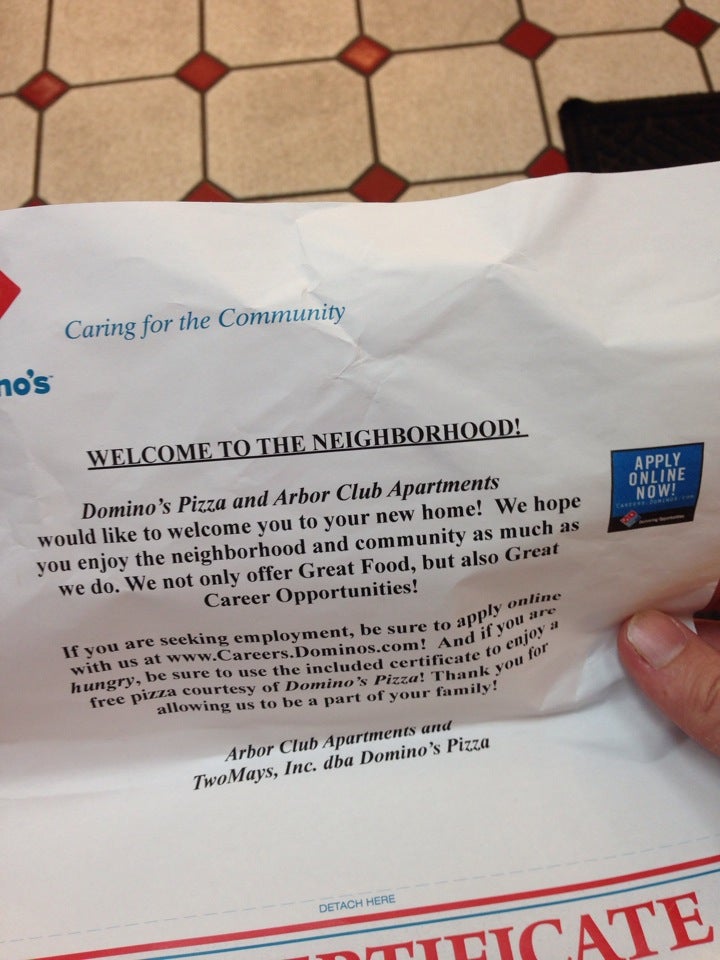 Caring for the Community
no's
WELCOME TO THE NEIGHBORHOOD!
Domino's Pizza and Arbor Club Apartments
would like to welcome you to your new home! We hope
you enjoy the neighborhood and community as much as
we do. We not only offer Great Food, but also Great
Career Opportunities!
APPLY
ONLINE
NOW!
CAREERS.DOMINOS.COM
If you are seeking employment, be sure to apply online
with us at www.Careers.Dominos.com! And if you are
hungry, be sure to use the included certificate to enjoy a
free pizza courtesy of Domino's Pizza! Thank you for
allowing us to be a part of your family!
Arbor Club Apartments and
TwoMays, Inc. dba Domino's Pizza
DETACH HERE
RTIFICATE